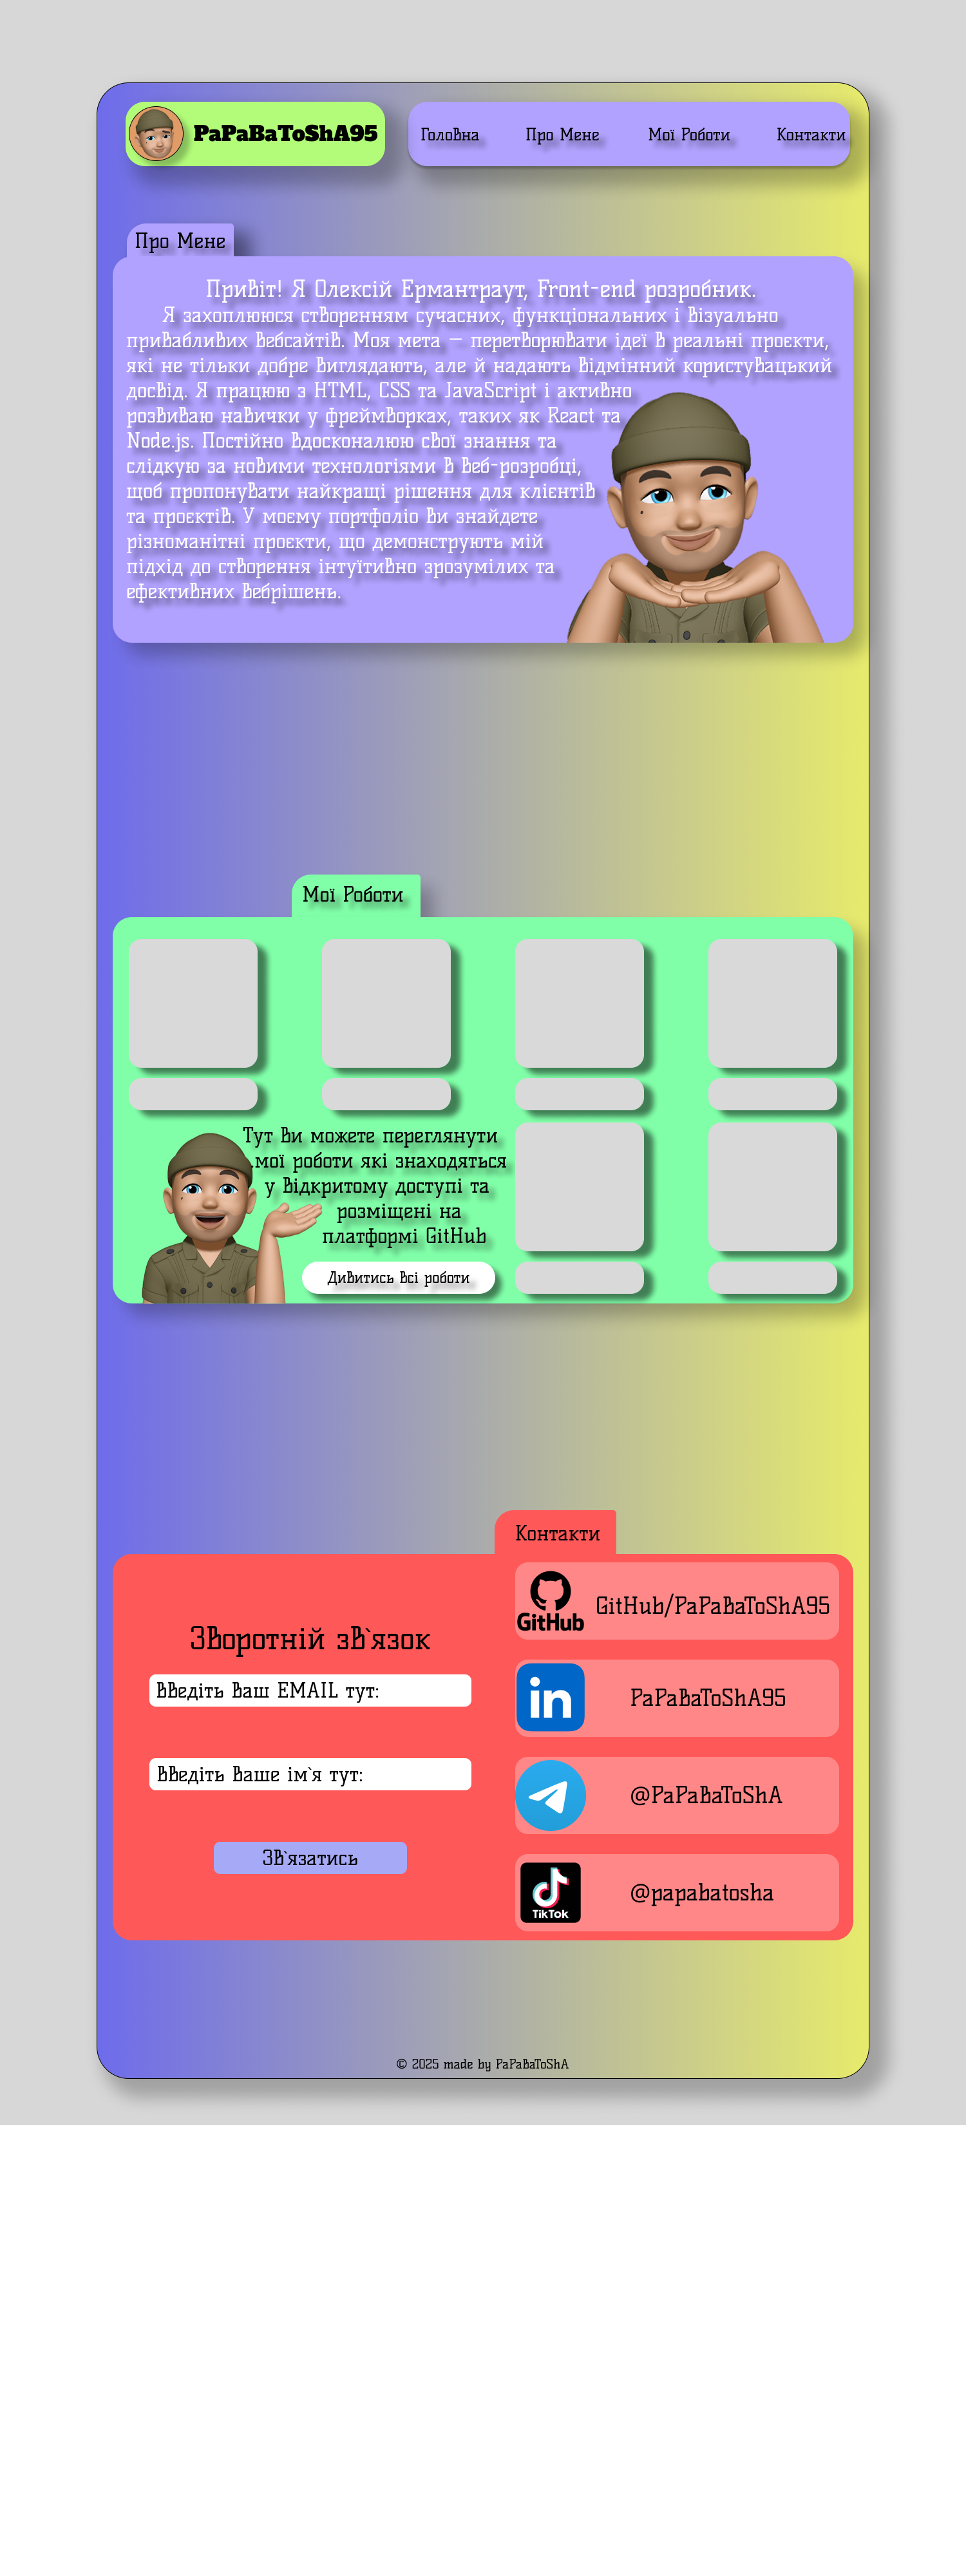 PaPaBaToShA95
Головна Про Мене Мої Роботи Контакти
Про Мене
Привіт! Я Олексій Ермантраут, Front-end розробник.
Я захоплююся створенням сучасних, функціональних і візуально
привабливих вебсайтів. Моя мета — перетворювати ідеї в реальні проєкти,
які не тільки добре виглядають, але й надають відмінний користувацький
досвід. Я працюю з HTML, CSS та JavaScript і активно
розвиваю навички у фреймворках, таких як React та
Node.js. Постійно вдосконалюю свої знання та
слідкую за новими технологіями в веб-розробці,
щоб пропонувати найкращі рішення для клієнтів
та проєктів. У моєму портфоліо ви знайдете
різноманітні проєкти, що демонструють мій
підхід до створення інтуїтивно зрозумілих та
ефективних вебрішень.
Мої Роботи
Тут ви можете переглянути
.мої роботи які знаходяться
у відкритому доступі та
розміщені на
платформі GitHub
Дивитись всі роботи
Контакти
Зворотній зв`язок
Введіть ваш EMAIL тут:
Введіть ваше ім`я тут:
Зв`язатись
GitHub
GitHub/PaPaBaToShA95
in
PaPaBaToShA95
@PaPaBaToShA
TikTok
@papabatosha
© 2025 made by PaPaBaToShA